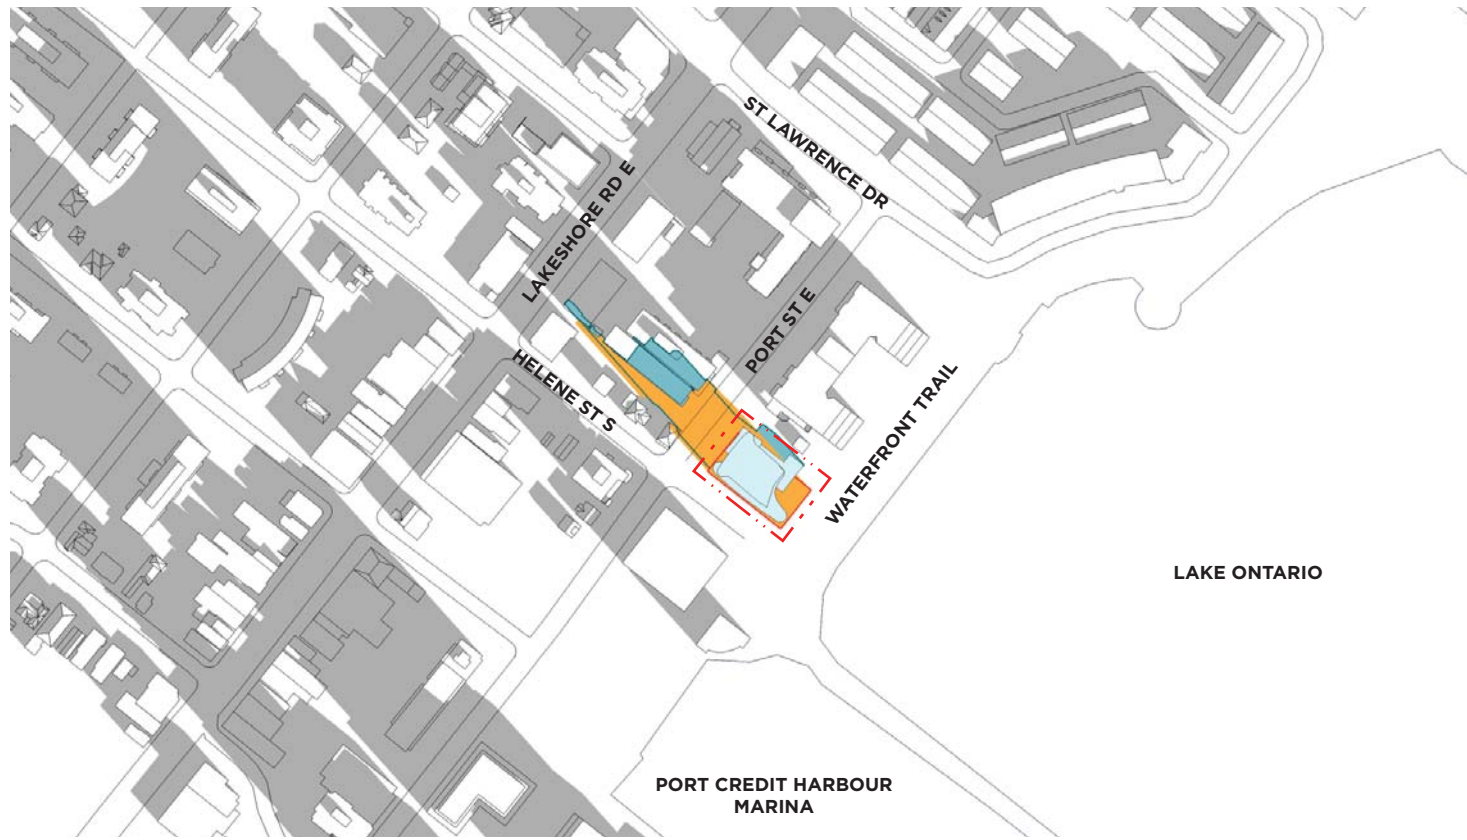 ST LAWRENCE DR
LAKESHORE RD E
PORT ST E
HELENE ST S
WATERFRONT TRAIL
LAKE ONTARIO
PORT CREDIT HARBOUR
MARINA